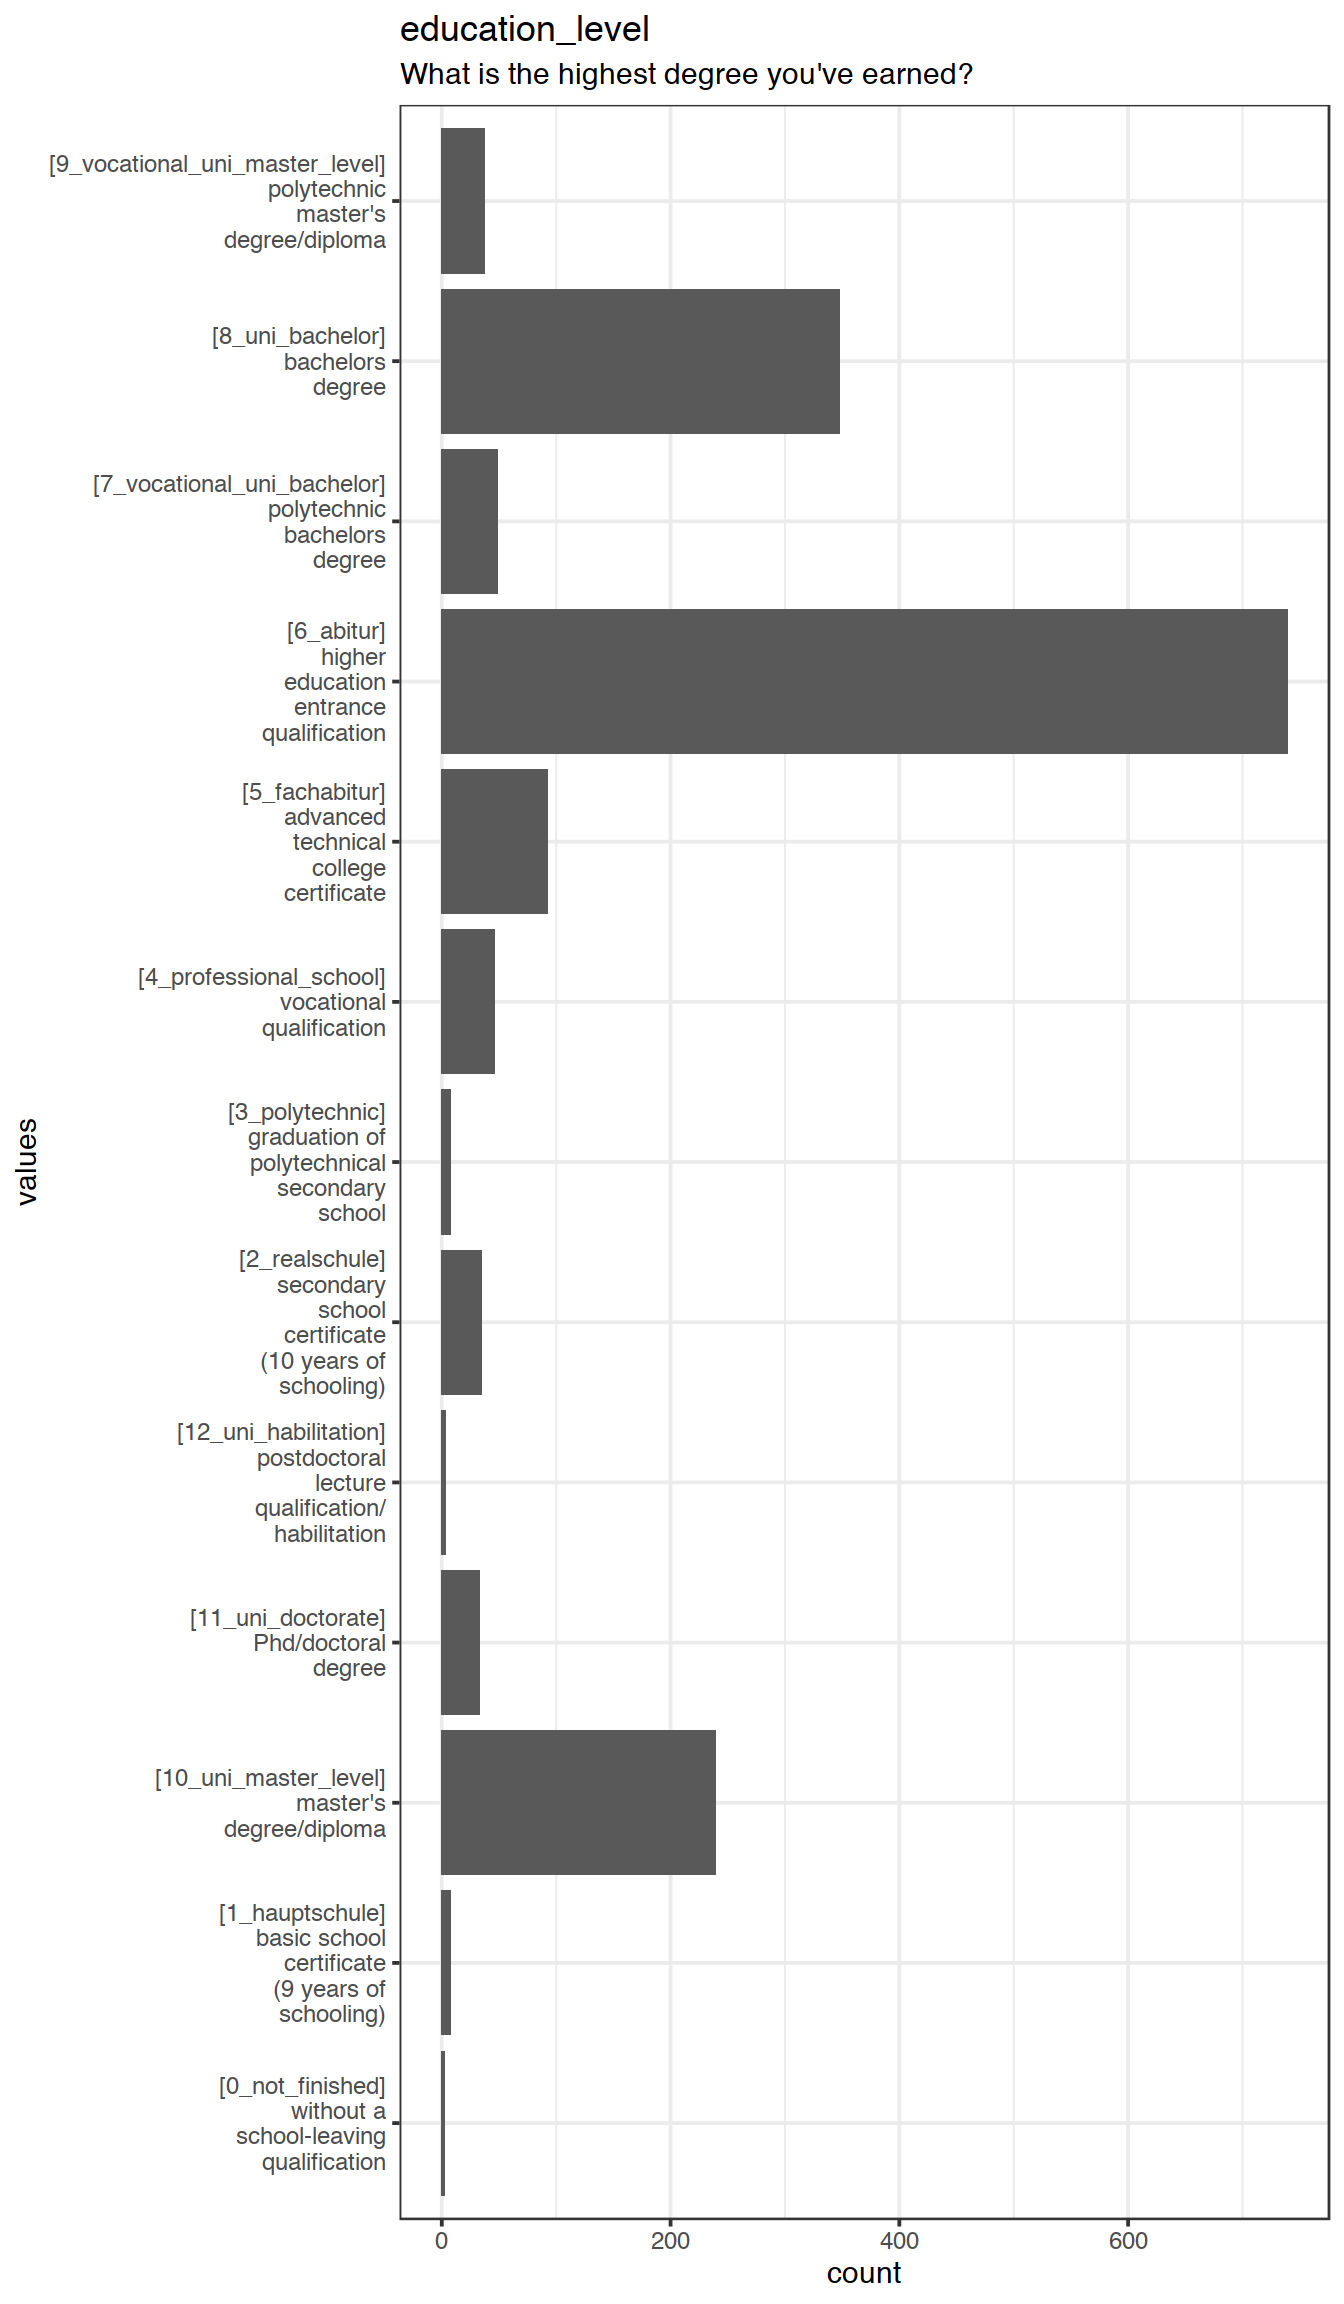 education_level
What is the highest degree you've earned?
[9_vocational_uni_master_level]
polytechnic
master's
degree/diploma
[8_uni_bachelor]
bachelors
degree
[7_vocational_uni_bachelor]
polytechnic
bachelors
degree
[6_abitur]
higher
education
entrance
qualification
[5_fachabitur]
advanced
technical
college
certificate
[4_professional_school]
vocational
qualification
[3_polytechnic]
graduation of
polytechnical
secondary
school
[2_realschule]
secondary
school
certificate
(10 years of
schooling)
[12_uni_habilitation]
postdoctoral
lecture
qualification/
habilitation
[11_uni_doctorate]
Phd/doctoral
degree
[10_uni_master_level]
master's
degree/diploma
[1_hauptschule]
basic school
certificate
(9 years of
schooling)
[0_not_finished]
without a
school-leaving
qualification
values
0 200 400 600
count